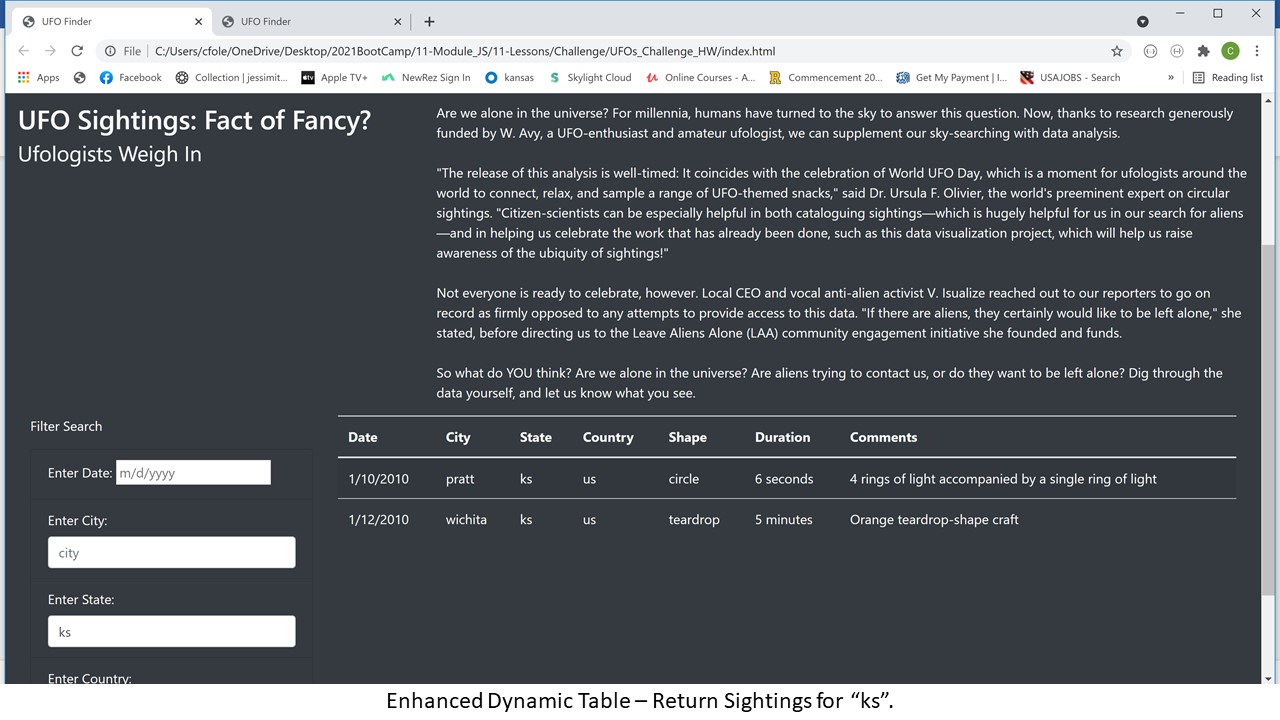 UFO Finder
UFO Finder
File
C:/Users/cfole/OneDrive/Desktop/2021BootCamp/11-Module_JS/11-Lessons/Challenge/UFOs_Challenge_HW/index.html
C
Apps Facebook Collection | jessimit... Apple TV+ NewRez Sign In kansas Skylight Cloud Online Courses - A... Commencement 20... Get My Payment | I... USAJOBS - Search » Reading list
UFO Sightings: Fact of Fancy?
Ufologists Weigh In
Are we alone in the universe? For millennia, humans have turned to the sky to answer this question. Now, thanks to research generously
funded by W. Avy, a UFO-enthusiast and amateur ufologist, we can supplement our sky-searching with data analysis.
"The release of this analysis is well-timed: It coincides with the celebration of World UFO Day, which is a moment for ufologists around the
world to connect, relax, and sample a range of UFO-themed snacks," said Dr. Ursula F. Olivier, the world's preeminent expert on circular
sightings. "Citizen-scientists can be especially helpful in both cataloguing sightings—which is hugely helpful for us in our search for aliens
—and in helping us celebrate the work that has already been done, such as this data visualization project, which will help us raise
awareness of the ubiquity of sightings!"
Not everyone is ready to celebrate, however. Local CEO and vocal anti-alien activist V. Isualize reached out to our reporters to go on
record as firmly opposed to any attempts to provide access to this data. "If there are aliens, they certainly would like to be left alone," she
stated, before directing us to the Leave Aliens Alone (LAA) community engagement initiative she founded and funds.
So what do YOU think? Are we alone in the universe? Are aliens trying to contact us, or do they want to be left alone? Dig through the
data yourself, and let us know what you see.
Filter Search
Enter Date: m/d/yyyy
Enter City:
city
Enter State:
ks
Enter Country:
Date City State Country Shape Duration Comments
1/10/2010 pratt ks us circle 6 seconds 4 rings of light accompanied by a single ring of light
1/12/2010 wichita ks us teardrop 5 minutes Orange teardrop-shape craft
Enhanced Dynamic Table – Return Sightings for “ks”.